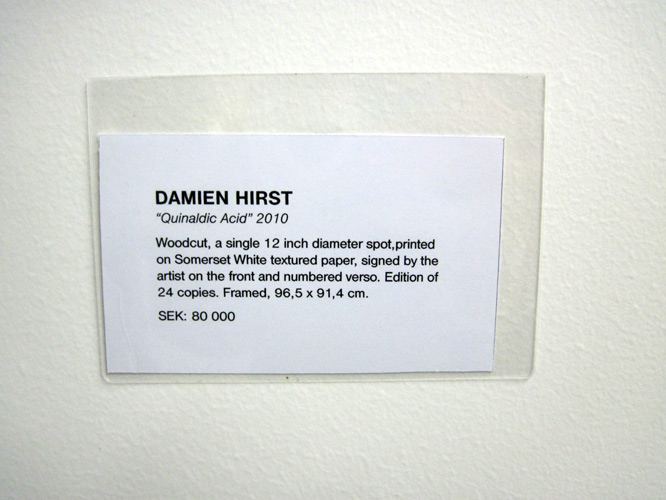 DAMIEN HIRST
“Quinaldic Acid” 2010
Woodcut, a single 12 inch diameter spot,printed
on Somerset White textured paper, signed by the
artist on the front and numbered verso. Edition of
24 copies. Framed, 96,5 x 91,4 cm.
SEK: 80 000